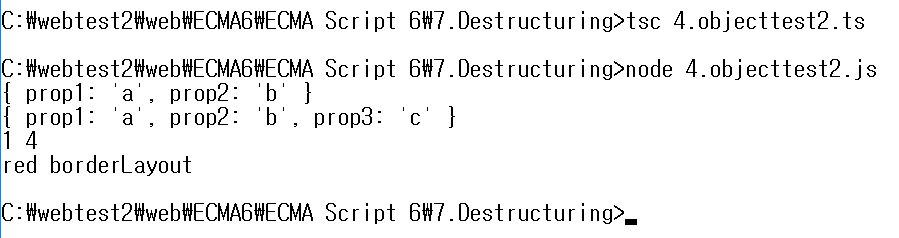 C:₩webtest2₩web₩ECMA6₩ECMA Script 6₩7.Destructuring>tsc 4.objecttest2.ts
C:₩webtest2₩web₩ECMA6₩ECMA Script 6₩7.Destructuring>node 4.objecttest2.js
{ prop1: 'a', prop2: 'b' }
{ prop1: 'a', prop2: 'b', prop3: 'c' }
1 4
red borderLayout
C:₩webtest2₩web₩ECMA6₩ECMA Script 6₩7.Destructuring>